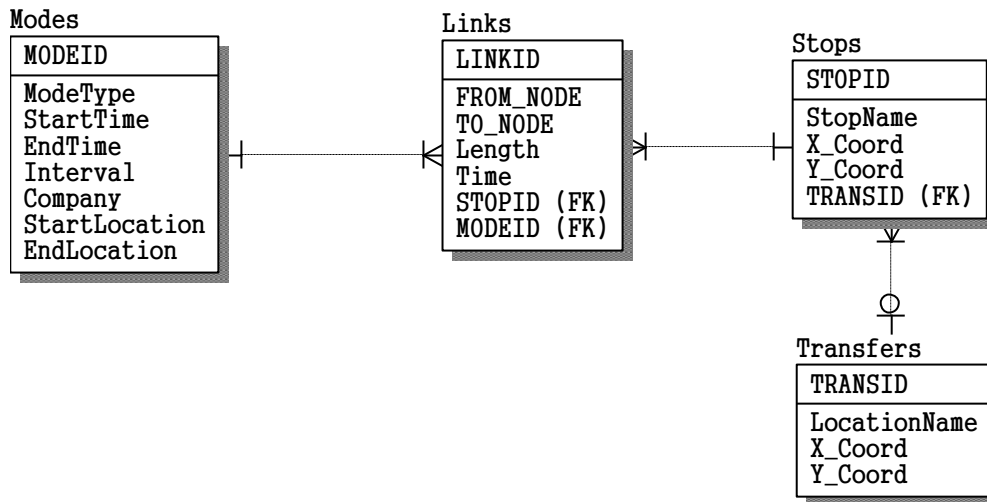 Modes
MODEID
ModeType
StartTime
EndTime
Interval
Company
StartLocation
EndLocation
Links
LINKID
FROM_NODE
TO_NODE
Length
Time
STOPID (FK)
MODEID (FK)
Stops
STOPID
StopName
X_Coord
Y_Coord
TRANSID (FK)
Transfers
TRANSID
LocationName
X_Coord
Y_Coord